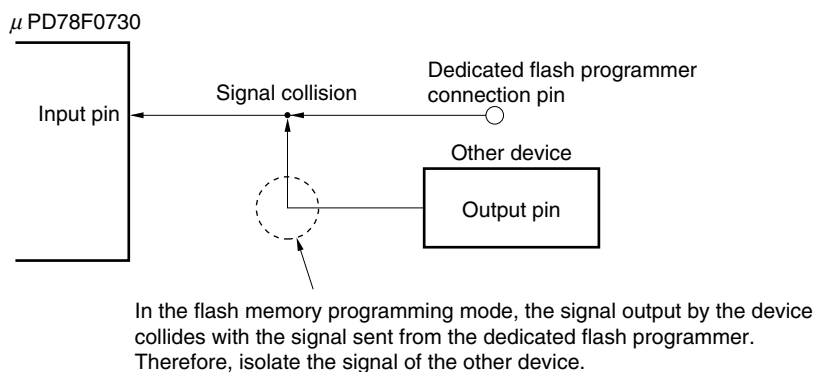 μ PD78F0730
Input pin
Signal collision
Dedicated flash programmer
connection pin
Other device
Output pin
In the flash memory programming mode, the signal output by the device
collides with the signal sent from the dedicated flash programmer.
Therefore, isolate the signal of the other device.